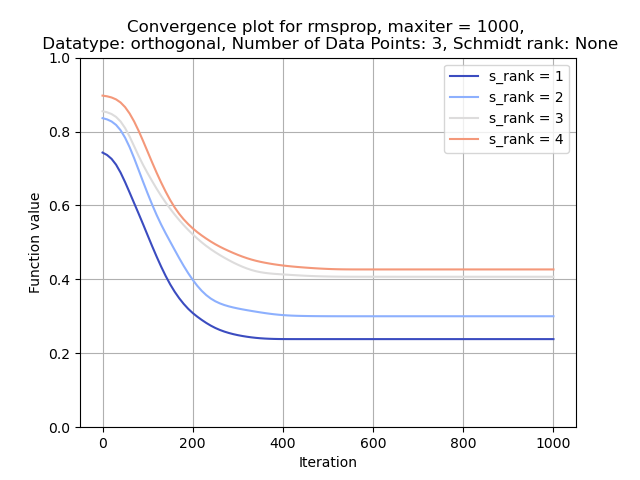 Convergence plot for rmsprop, maxiter = 1000,
Datatype: orthogonal, Number of Data Points: 3, Schmidt rank: None
1.0
0.8
0.6
0.4
0.2
0.0
Function value
s_rank = 1
s_rank = 2
s_rank = 3
s_rank = 4
0 200 400 600 800 1000
Iteration